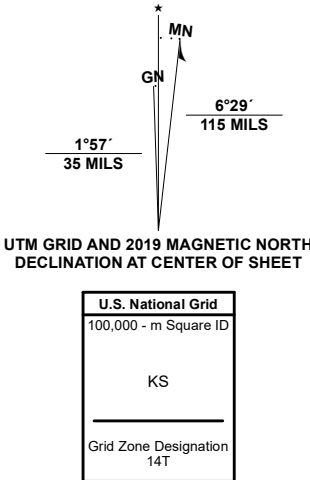 ★
MN
GN
6°29´
115 MILS
1°57´
35 MILS
UTM GRID AND 2019 MAGNETIC NORTH
DECLINATION AT CENTER OF SHEET
U.S. National Grid
100,000 - m Square ID
KS
Grid Zone Designation
14T